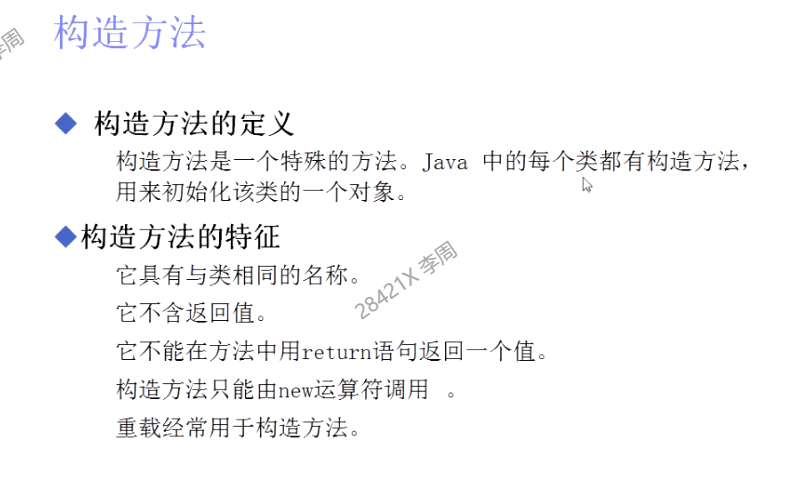 构造方法
李周
构造方法的定义
构造方法是一个特殊的方法。Java 中的每个类都有构造方法，
用来初始化该类的一个对象。
构造方法的特征
它具有与类相同的名称。
28421X 李周
它不含返回值。
它不能在方法中用return语句返回一个值。
构造方法只能由new运算符调用 。
重载经常用于构造方法。